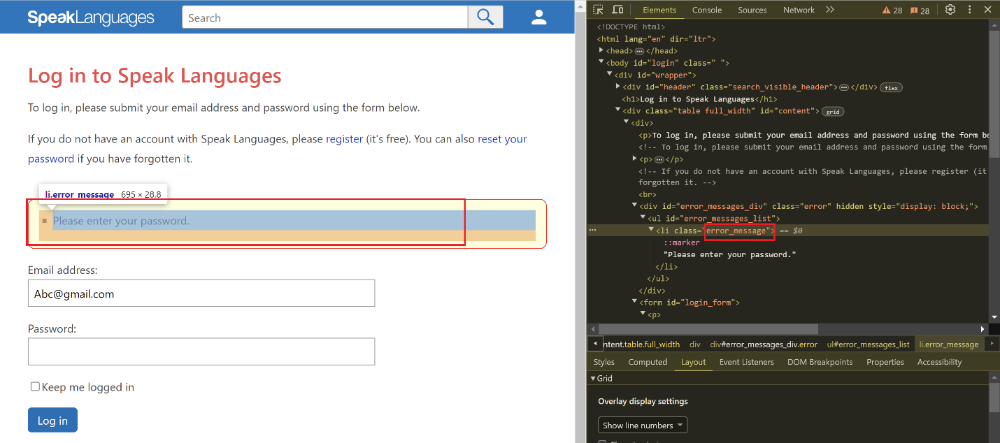 SpeakLanguages
Search
Log in to Speak Languages
To log in, please submit your email address and password using the form below.
If you do not have an account with Speak Languages, please register (it's free). You can also reset your
password if you have forgotten it.
li.error_message 695 × 28.8
Please enter your password.
Email address:
Abc@gmail.com
Password:
Keep me logged in
Log in
Elements Console Sources Network 28 28
<!DOCTYPE html>
<html lang="en" dir="ltr">
<head> </head>
<body id="login" class=" ">
<div id="wrapper">
<div id="header" class="search_visible_header"> </div> flex
<h1>Log in to Speak Languages</h1>
<div class="table full_width" id="content"> grid
<div>
<p>To log in, please submit your email address and password using the form be
<!-- To log in, please submit your email address and password using the form
<p> </p>
<!-- If you do not have an account with Speak Languages, please register (it
forgotten it. -->
<br>
<div id="error_messages_div" class="error" hidden style="display: block;">
<ul id="error_messages_list">
<li class="error_message"> == $0
::marker
"Please enter your password."
</li>
</ul>
</div>
<form id="login_form">
<p>
ntent.table.full_width div div#error_messages_div.error ul#error_messages_list li.error_message
Styles Computed Layout Event Listeners DOM Breakpoints Properties Accessibility
Grid
Overlay display settings
Show line numbers